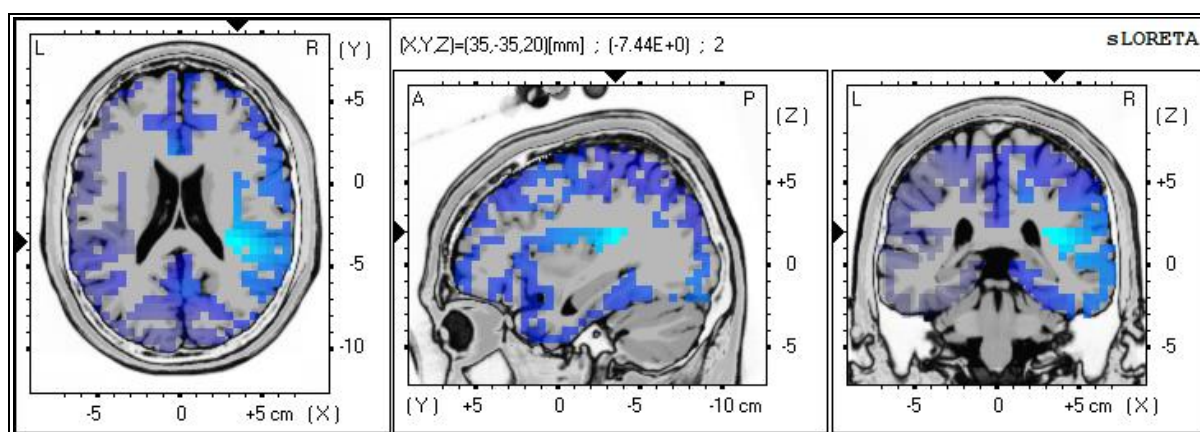 (X,Y,Z)=(35,-35,20)[mm] ; (-7.44E+0) ; 2
sLORETA
L R (Y)
+5
0
-5
-10
-5 0 +5 cm (X)
A P (Z)
+5
0
-5
(Y) +5 0 -5 -10 cm
L R (Z)
+5
0
-5
-5 0 +5 cm (X)